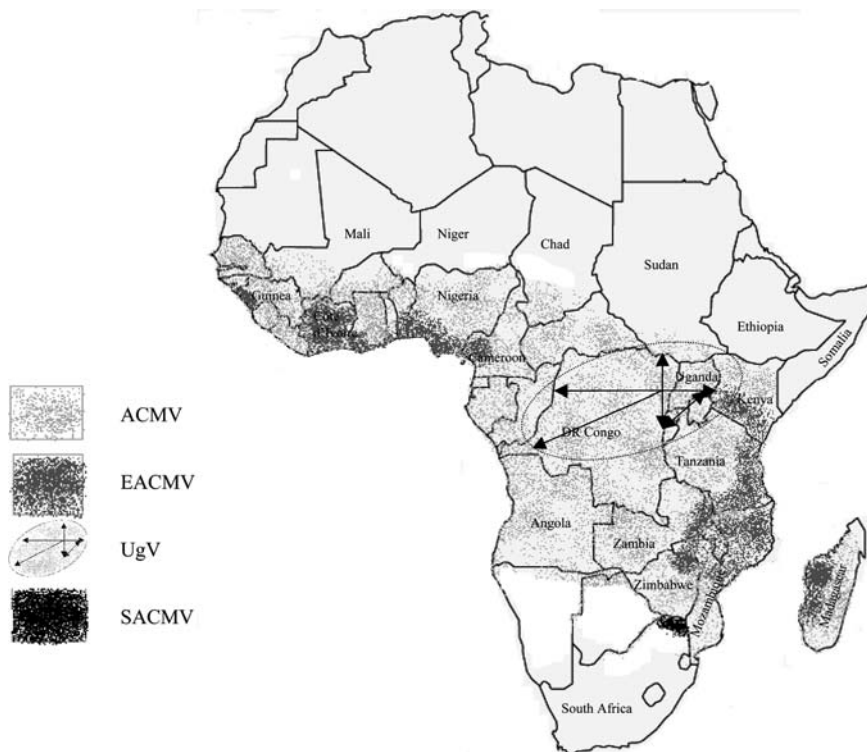 Mali
Niger
Chad
Sudan
Guinea
Nigeria
Ethiopia
Somalia
Cameroon
Uganda
Kenya
DR Congo
Tanzania
Angola
Zambia
Zimbabwe
Mozambique
Madagascar
South Africa
ACMV
EACMV
UgV
SACMV